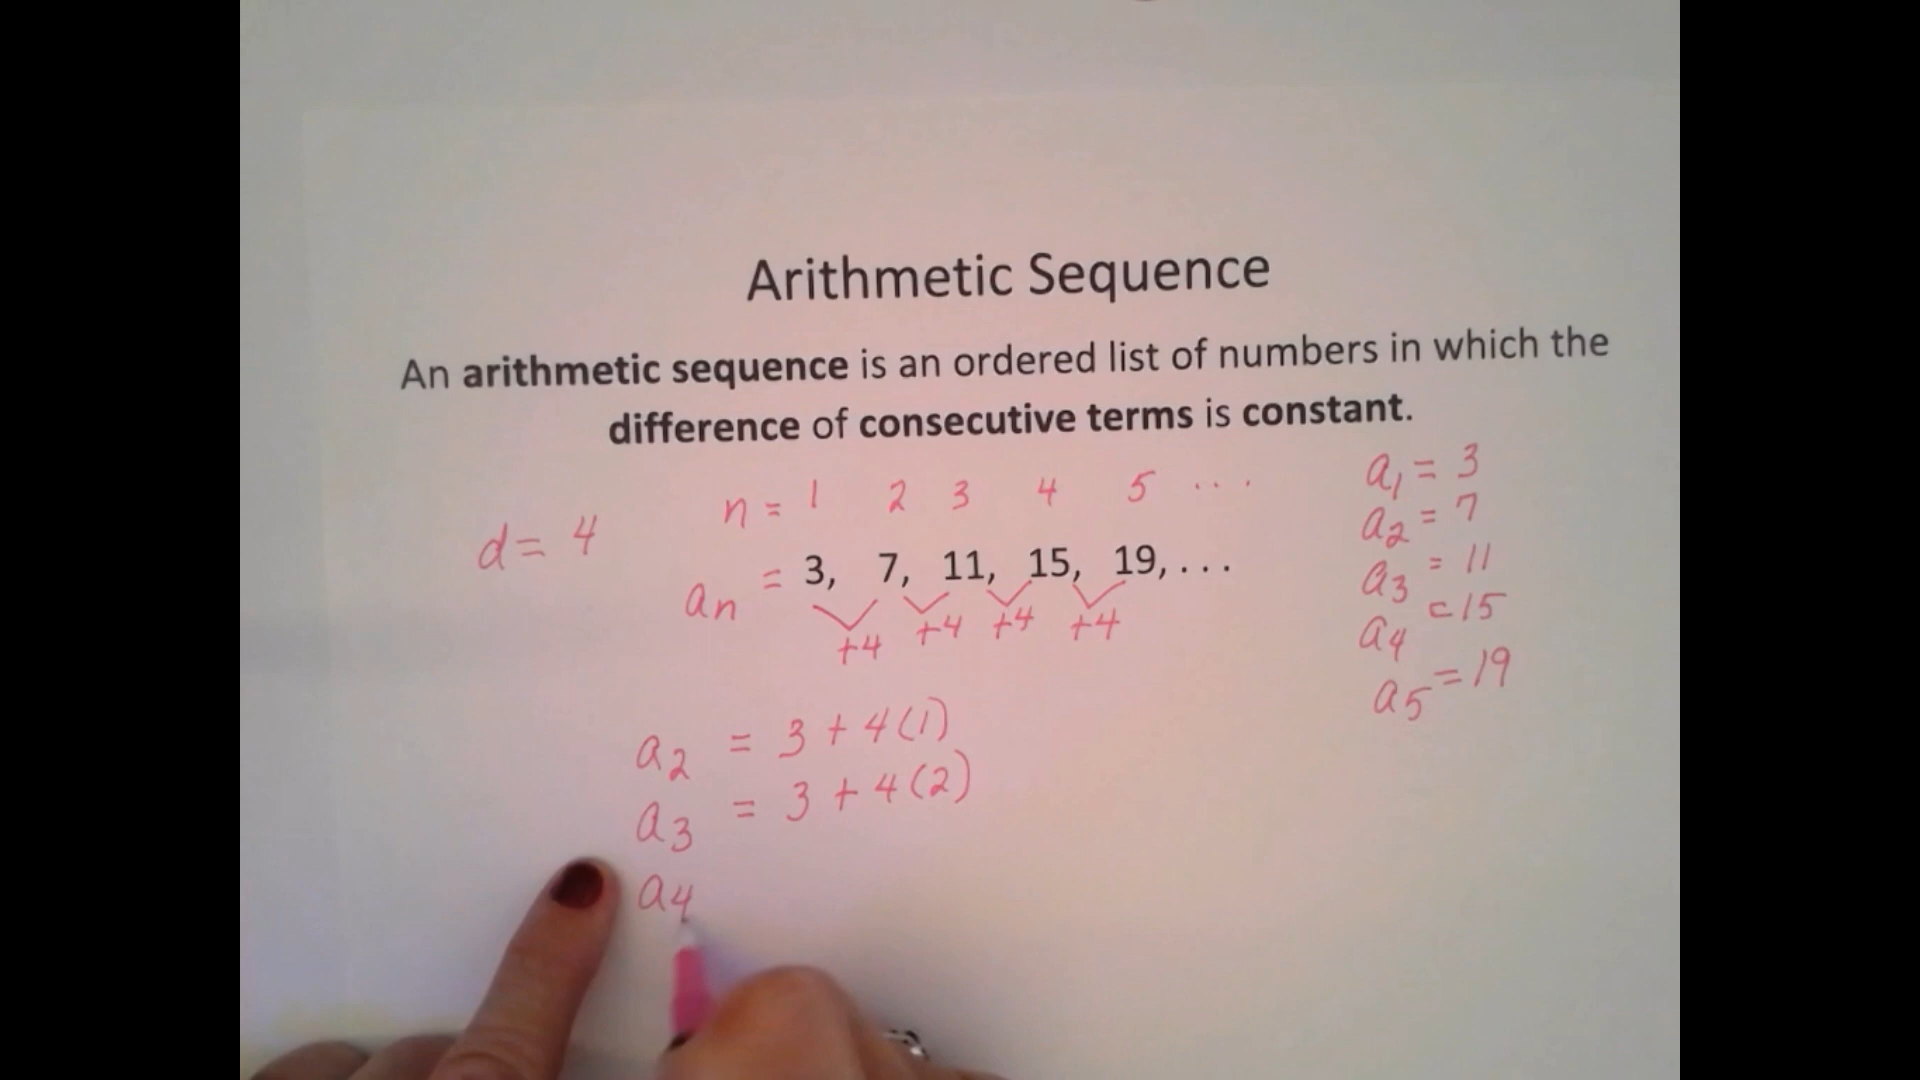 Arithmetic Sequence
An arithmetic sequence is an ordered list of numbers in which the
difference of consecutive terms is constant.
d = 4
n = 1 2 3 4 5 ...
an = 3, 7, 11, 15, 19, ...
+4 +4 +4 +4
a1 = 3
a2 = 7
a3 = 11
a4 = 15
a5 = 19
a2 = 3 + 4(1)
a3 = 3 + 4(2)
a4